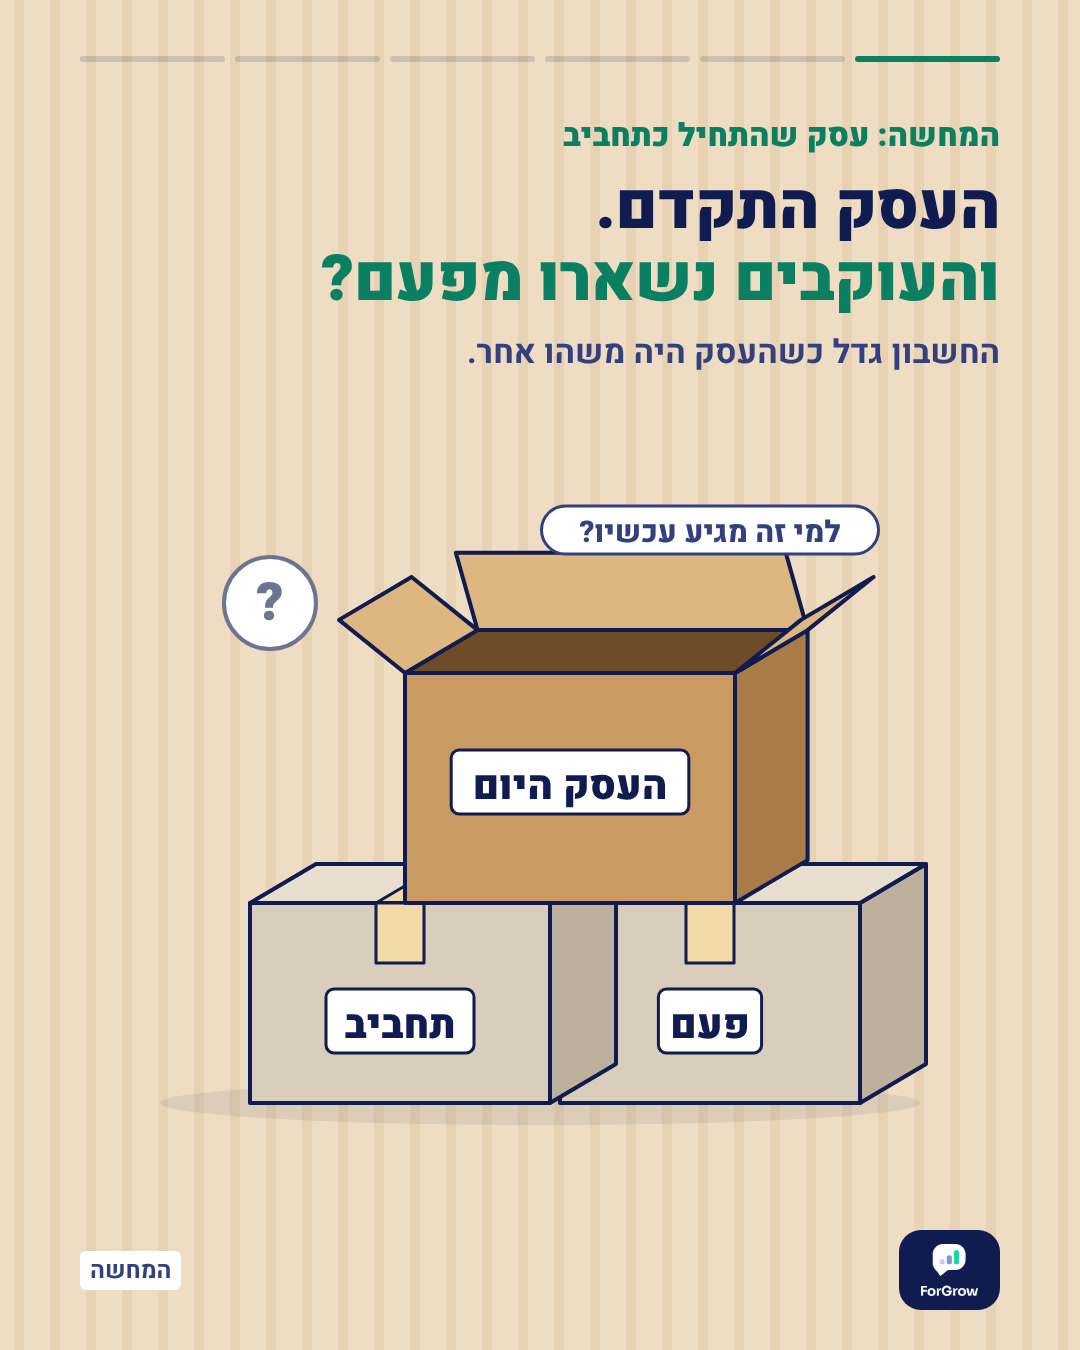 המחשה: עסק שהתחיל כתחביב
העסק התקדם.
והעוקבים נשארו מפעם?
החשבון גדל כשהעסק היה משהו אחר.
למי זה מגיע עכשיו?
?
העסק היום
פעם
תחביב
המחשה
ForGrow